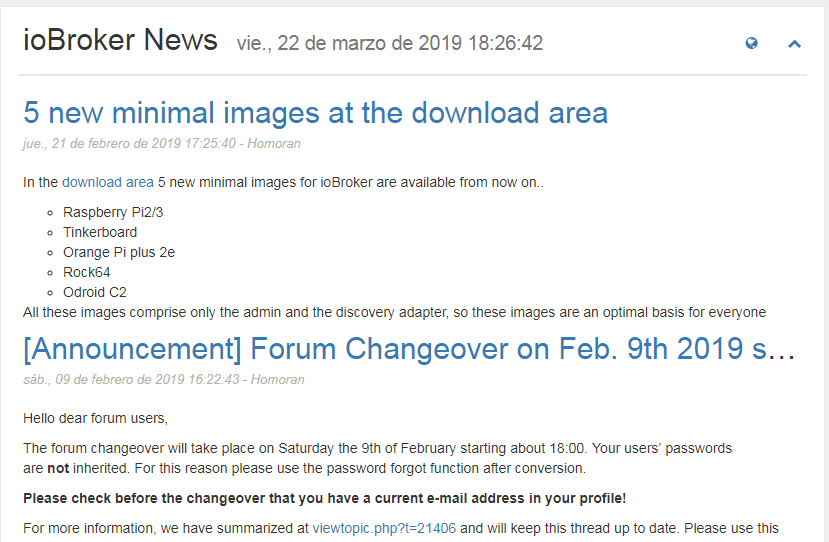 ioBroker News vie., 22 de marzo de 2019 18:26:42
5 new minimal images at the download area
jue., 21 de febrero de 2019 17:25:40 - Homoran
In the download area 5 new minimal images for ioBroker are available from now on..
Raspberry Pi2/3
Tinkerboard
Orange Pi plus 2e
Rock64
Odroid C2
All these images comprise only the admin and the discovery adapter, so these images are an optimal basis for everyone
[Announcement] Forum Changeover on Feb. 9th 2019 s…
sáb., 09 de febrero de 2019 16:22:43 - Homoran
Hello dear forum users,
The forum changeover will take place on Saturday the 9th of February starting about 18:00. Your users’ passwords
are not inherited. For this reason please use the password forgot function after conversion.
Please check before the changeover that you have a current e-mail address in your profile!
For more information, we have summarized at viewtopic.php?t=21406 and will keep this thread up to date. Please use this